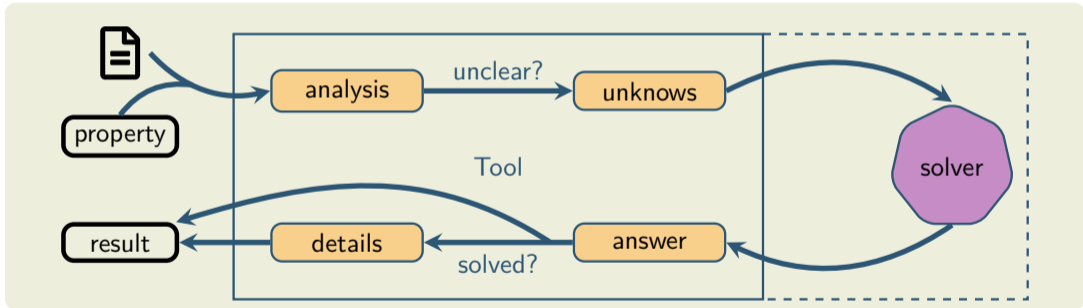 analysis
unclear?
unknows
property
Tool
solver
result
details
solved?
answer